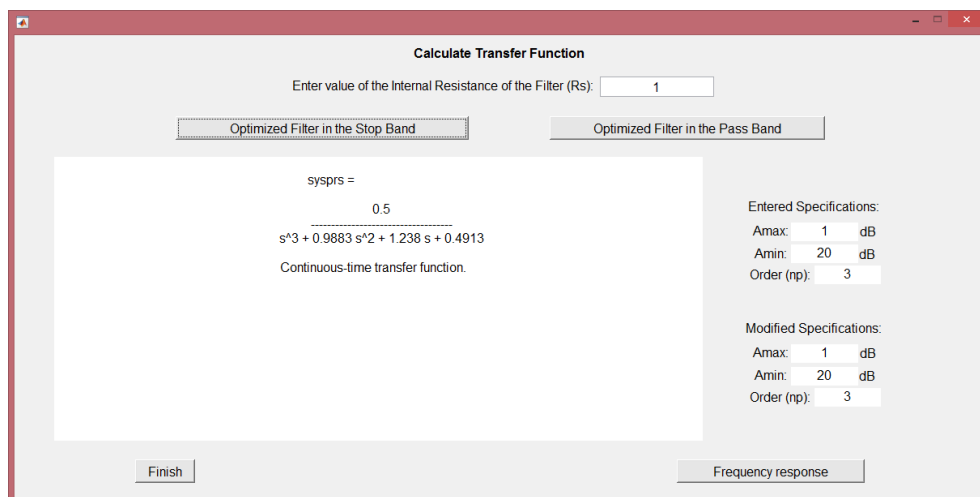 Calculate Transfer Function
Enter value of the Internal Resistance of the Filter (Rs): 1
Optimized Filter in the Stop Band
Optimized Filter in the Pass Band
sysprs =
0.5
-----------------------------------
s^3 + 0.9883 s^2 + 1.238 s + 0.4913
Continuous-time transfer function.
Entered Specifications:
Amax: 1 dB
Amin: 20 dB
Order (np): 3
Modified Specifications:
Amax: 1 dB
Amin: 20 dB
Order (np): 3
Finish
Frequency response